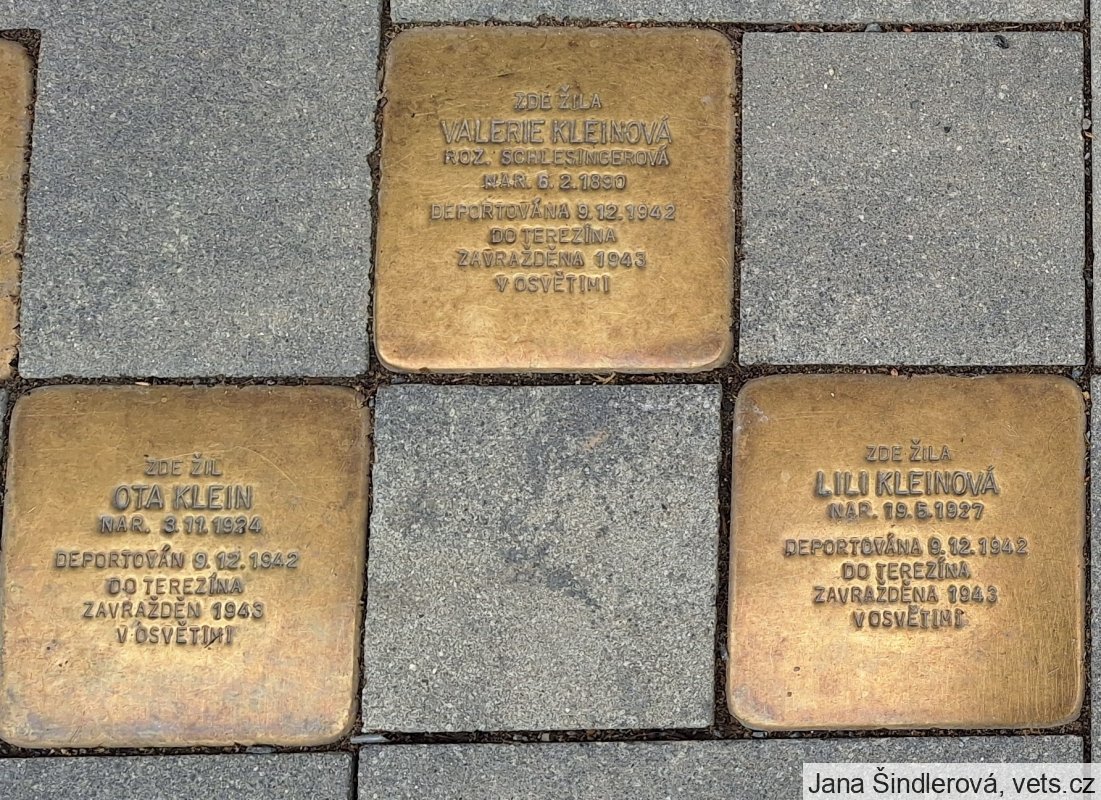 ZDE ŽILA
VALERIE KLEINOVÁ
ROZ. SCHLESINGEROVÁ
NAR. 6.2.1890
DEPORTOVÁNA 9.12.1942
DO TEREZÍNA
ZAVRAŽDĚNA 1943
V OSVĚTIMI
ZDE ŽIL
OTA KLEIN
NAR. 3.11.1924
DEPORTOVÁN 9.12.1942
DO TEREZÍNA
ZAVRAŽDĚN 1943
V OSVĚTIMI
ZDE ŽILA
LILI KLEINOVÁ
NAR. 19.5.1927
DEPORTOVÁNA 9.12.1942
DO TEREZÍNA
ZAVRAŽDĚNA 1943
V OSVĚTIMI
Jana Šindlerová, vets.cz